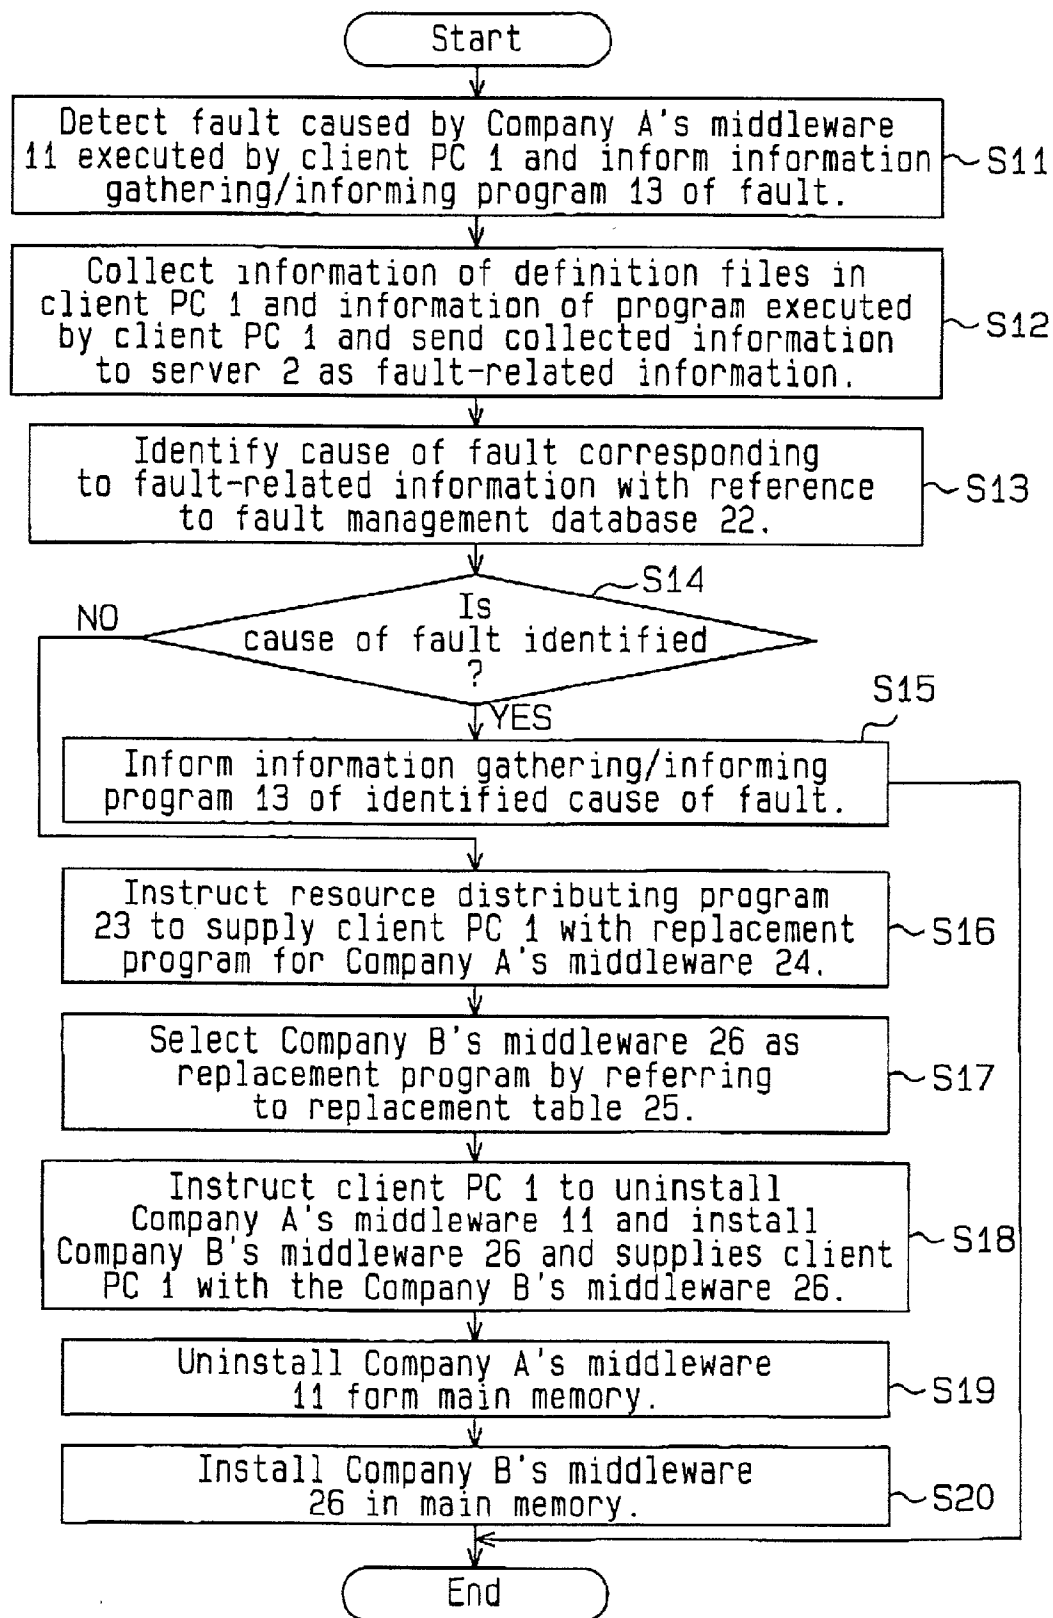 Start
Detect fault caused by Company A's middleware
11 executed by client PC 1 and inform information
gathering/informing program 13 of fault.
S11
Collect information of definition files in
client PC 1 and information of program executed
by client PC 1 and send collected information
to server 2 as fault-related information.
S12
Identify cause of fault corresponding
to fault-related information with reference
to fault management database 22.
S13
S14
Is
cause of fault identified
?
NO
YES
S15
Inform information gathering/informing
program 13 of identified cause of fault.
Instruct resource distributing program
23 to supply client PC 1 with replacement
program for Company A's middleware 24.
S16
Select Company B's middleware 26 as
replacement program by referring
to replacement table 25.
S17
Instruct client PC 1 to uninstall
Company A's middleware 11 and install
Company B's middleware 26 and supplies client
PC 1 with the Company B's middleware 26.
S18
Uninstall Company A's middleware
11 form main memory.
S19
Install Company B's middleware
26 in main memory.
S20
End